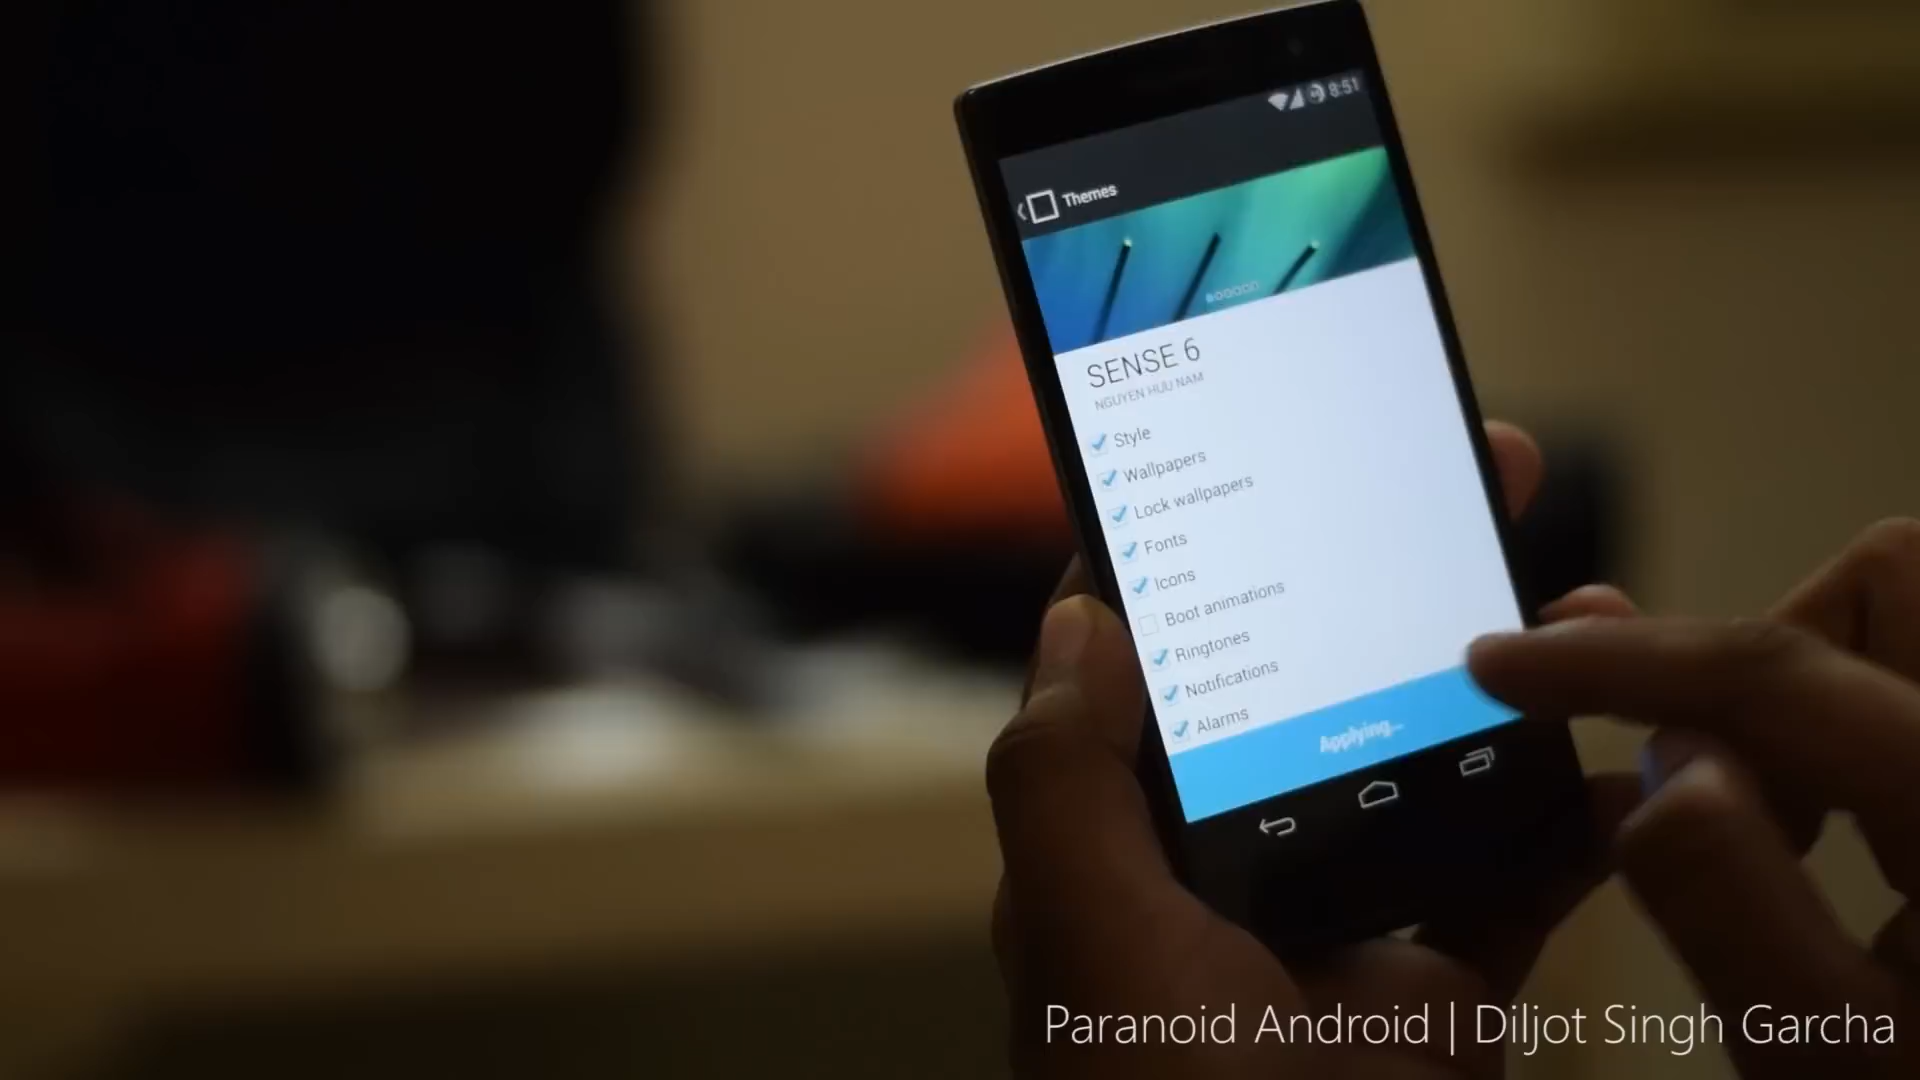 8:51
Themes
SENSE 6
NGUYEN HUU NAM
Style
Wallpapers
Lock wallpapers
Fonts
Icons
Boot animations
Ringtones
Notifications
Alarms
Applying...
Paranoid Android | Diljot Singh Garcha